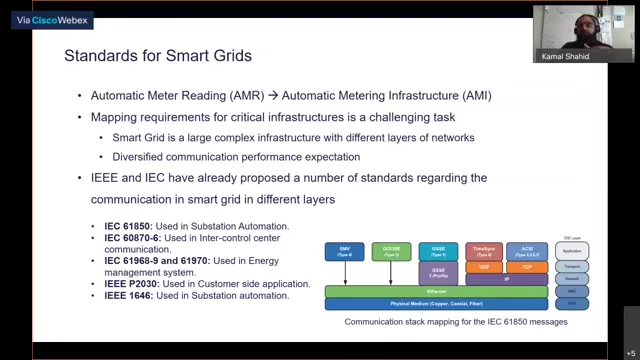 Via CiscoWebex
Kamal Shahid
Standards for Smart Grids
• Automatic Meter Reading (AMR) → Automatic Metering Infrastructure (AMI)
• Mapping requirements for critical infrastructures is a challenging task
• Smart Grid is a large complex infrastructure with different layers of networks
• Diversified communication performance expectation
• IEEE and IEC have already proposed a number of standards regarding the
communication in smart grid in different layers
• IEC 61850: Used in Substation Automation.
• IEC 60870-6: Used in Inter-control center
communication.
• IEC 61968-9 and 61970: Used in Energy
management system.
• IEEE P2030: Used in Customer side application.
• IEEE 1646: Used in Substation automation.
OSI Layer
SMV GOOSE GSSE TimeSync ACSI Application
GSSE
T-Profile
UDP TCP Transport
IP Network
Ethernet MAC
Physical Medium (Copper, Coaxial, Fiber)
Communication stack mapping for the IEC 61850 messages
+5